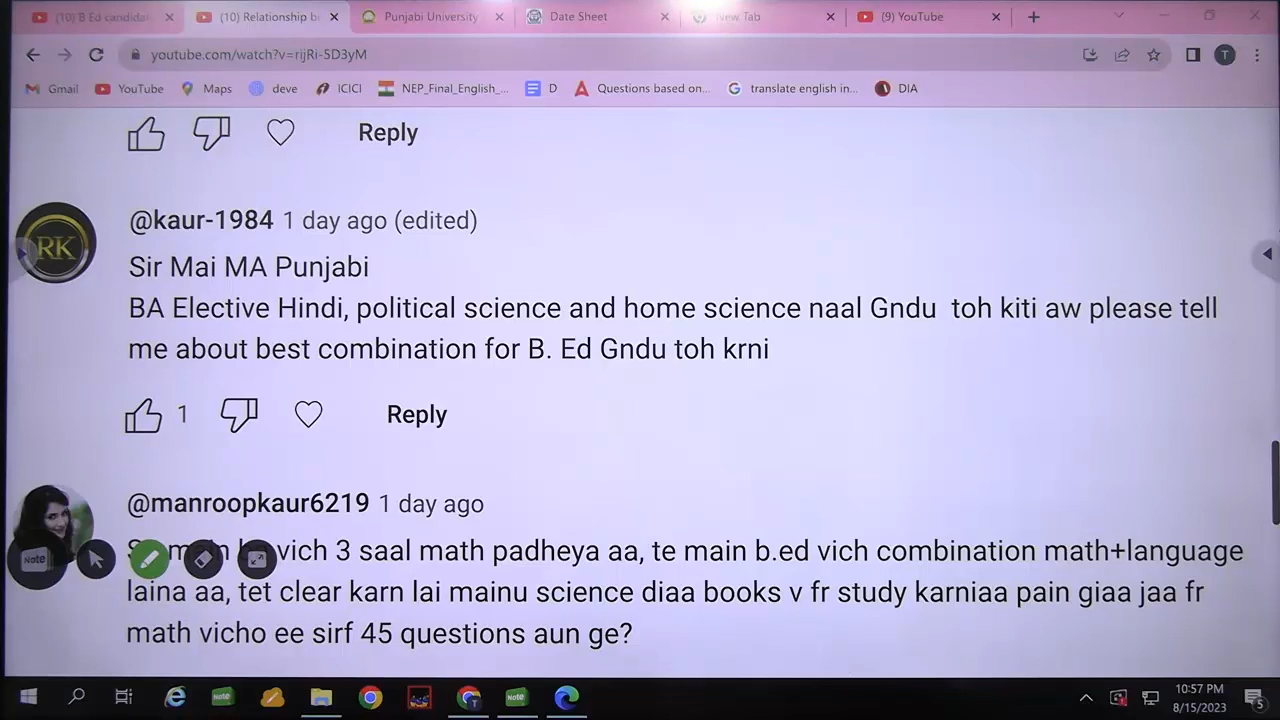 (10) B Ed candida
(10) Relationship b
Punjabi University
Date Sheet
New Tab
(9) YouTube
youtube.com/watch?v=rijRi-5D3yM
T
Gmail
YouTube
Maps
deve
ICICI
NEP_Final_English_...
D
Questions based on...
translate english in...
DIA
Reply
RK
@kaur-1984 1 day ago (edited)
Sir Mai MA Punjabi
BA Elective Hindi, political science and home science naal Gndu toh kiti aw please tell
me about best combination for B. Ed Gndu toh krni
1 Reply
@manroopkaur6219 1 day ago
vich 3 saal math padheya aa, te main b.ed vich combination math+language
laina aa, tet clear karn lai mainu science diaa books v fr study karniaa pain giaa jaa fr
math vicho ee sirf 45 questions aun ge?
Note
Note
Note
10:57 PM
8/15/2023
5